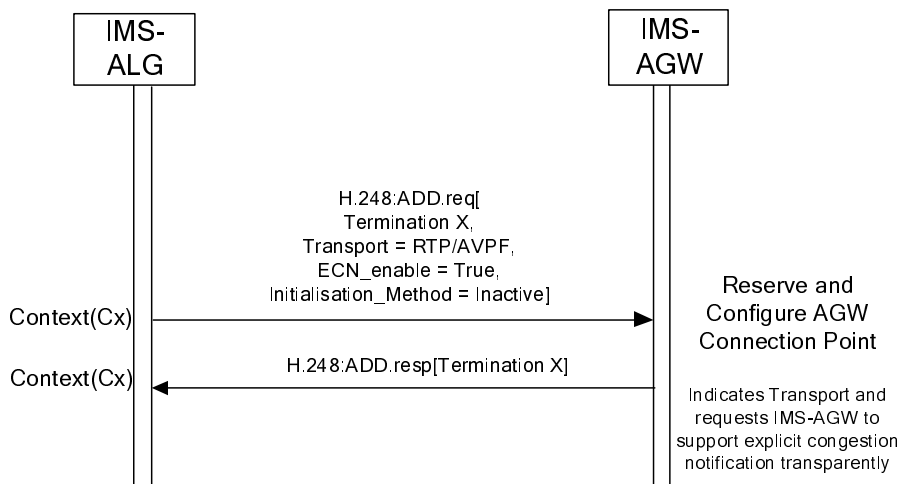 IMS-
ALG
IMS-
AGW
H.248:ADD.req[
Termination X,
Transport = RTP/AVPF,
ECN_enable = True,
Initialisation_Method = Inactive]
Context(Cx)
Reserve and
Configure AGW
Connection Point
H.248:ADD.resp[Termination X]
Context(Cx)
Indicates Transport and
requests IMS-AGW to
support explicit congestion
notification transparently